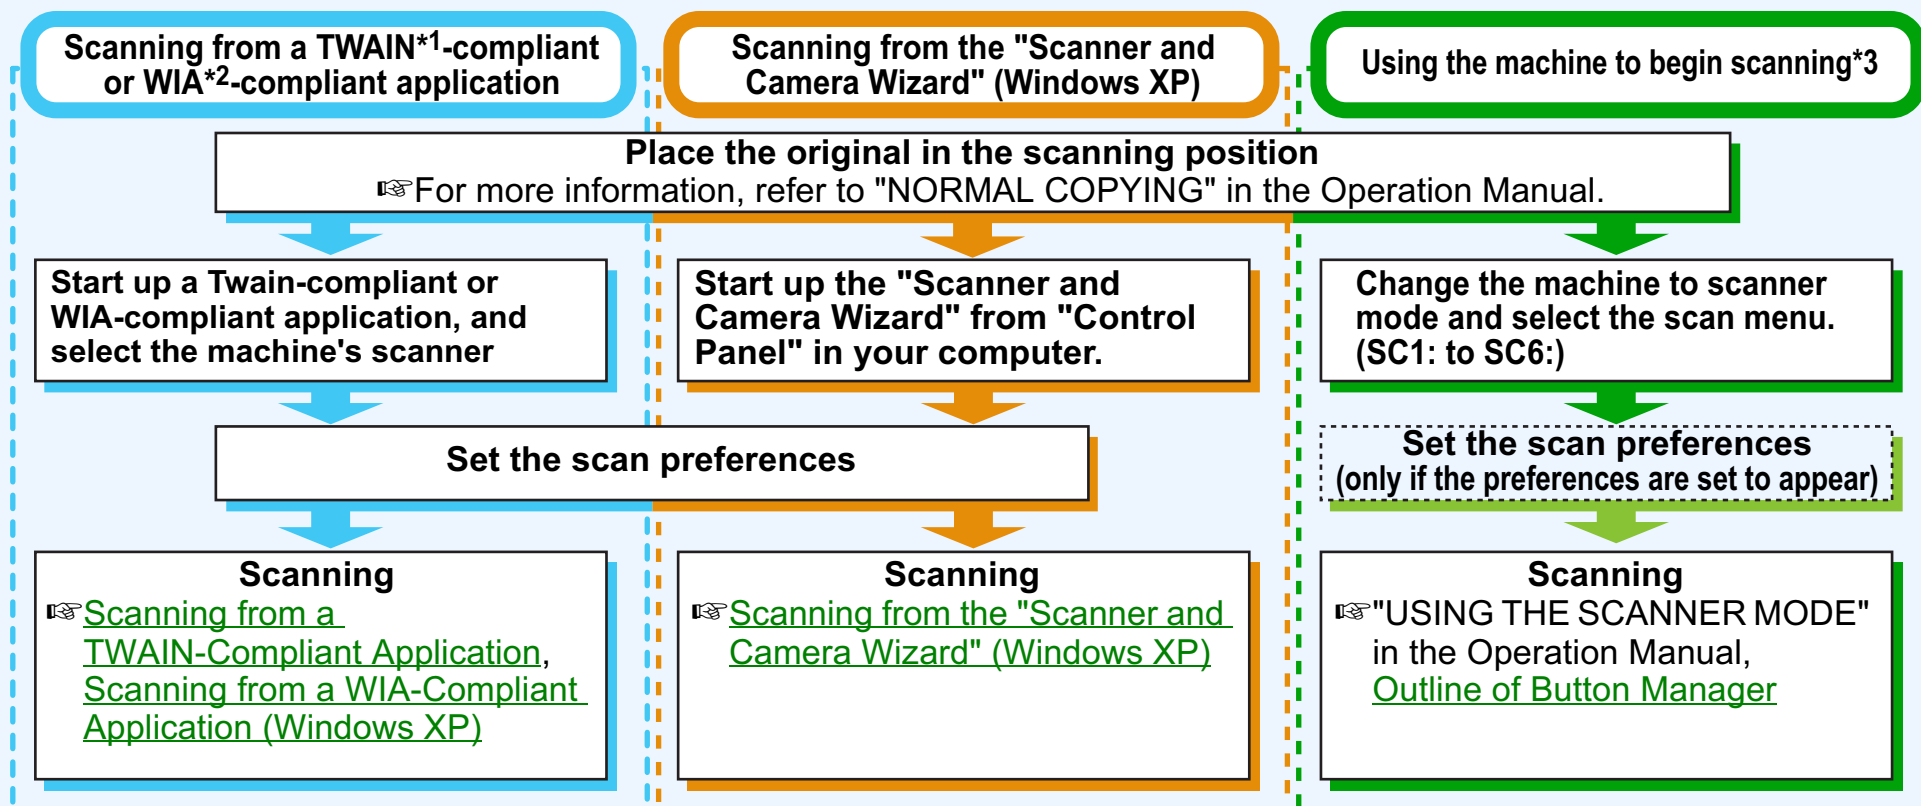 Scanning from a TWAIN*1-compliant
or WIA*2-compliant application
Scanning from the "Scanner and
Camera Wizard" (Windows XP)
Using the machine to begin scanning*3
Place the original in the scanning position
☞For more information, refer to "NORMAL COPYING" in the Operation Manual.
Start up a Twain-compliant or
WIA-compliant application, and
select the machine's scanner
Start up the "Scanner and
Camera Wizard" from "Control
Panel" in your computer.
Change the machine to scanner
mode and select the scan menu.
(SC1: to SC6:)
Set the scan preferences
Set the scan preferences
(only if the preferences are set to appear)
Scanning
☞Scanning from a
TWAIN-Compliant Application,
Scanning from a WIA-Compliant
Application (Windows XP)
Scanning
☞Scanning from the "Scanner and
Camera Wizard" (Windows XP)
Scanning
☞"USING THE SCANNER MODE"
in the Operation Manual,
Outline of Button Manager